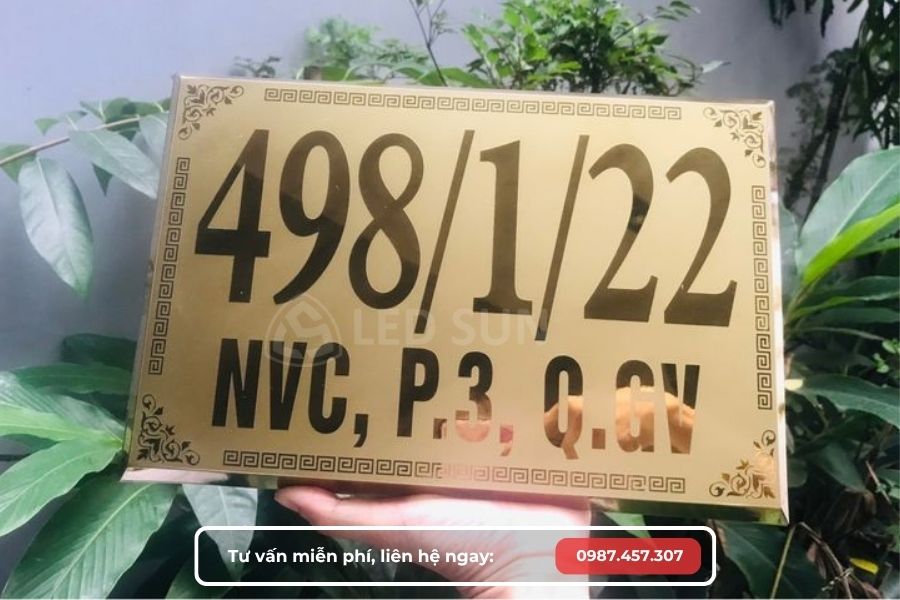 498/1/22
LED SUN
NVC, P.3, Q.GV
Tư vấn miễn phí, liên hệ ngay:
0987.457.307